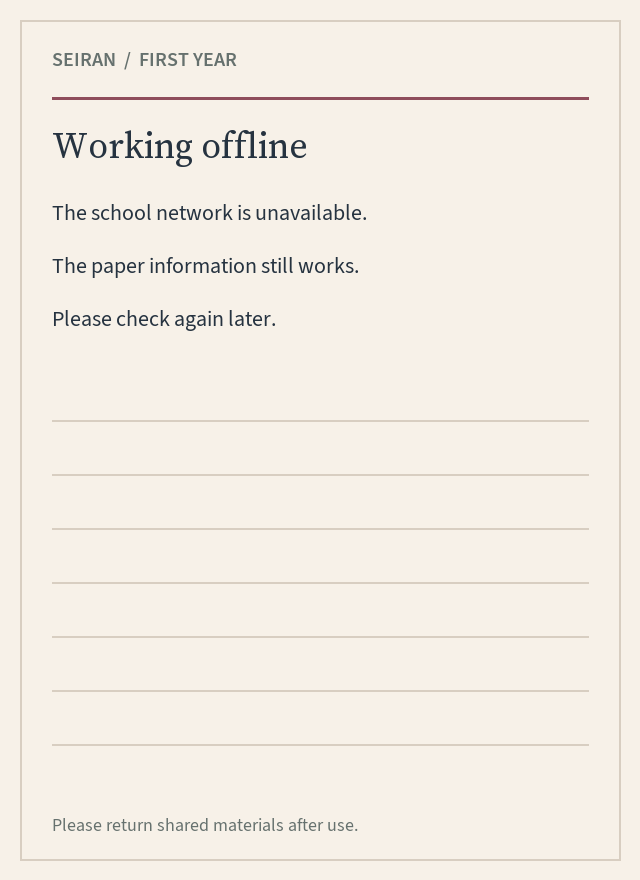 SEIRAN / FIRST YEAR
Working offline
The school network is unavailable.
The paper information still works.
Please check again later.
Please return shared materials after use.